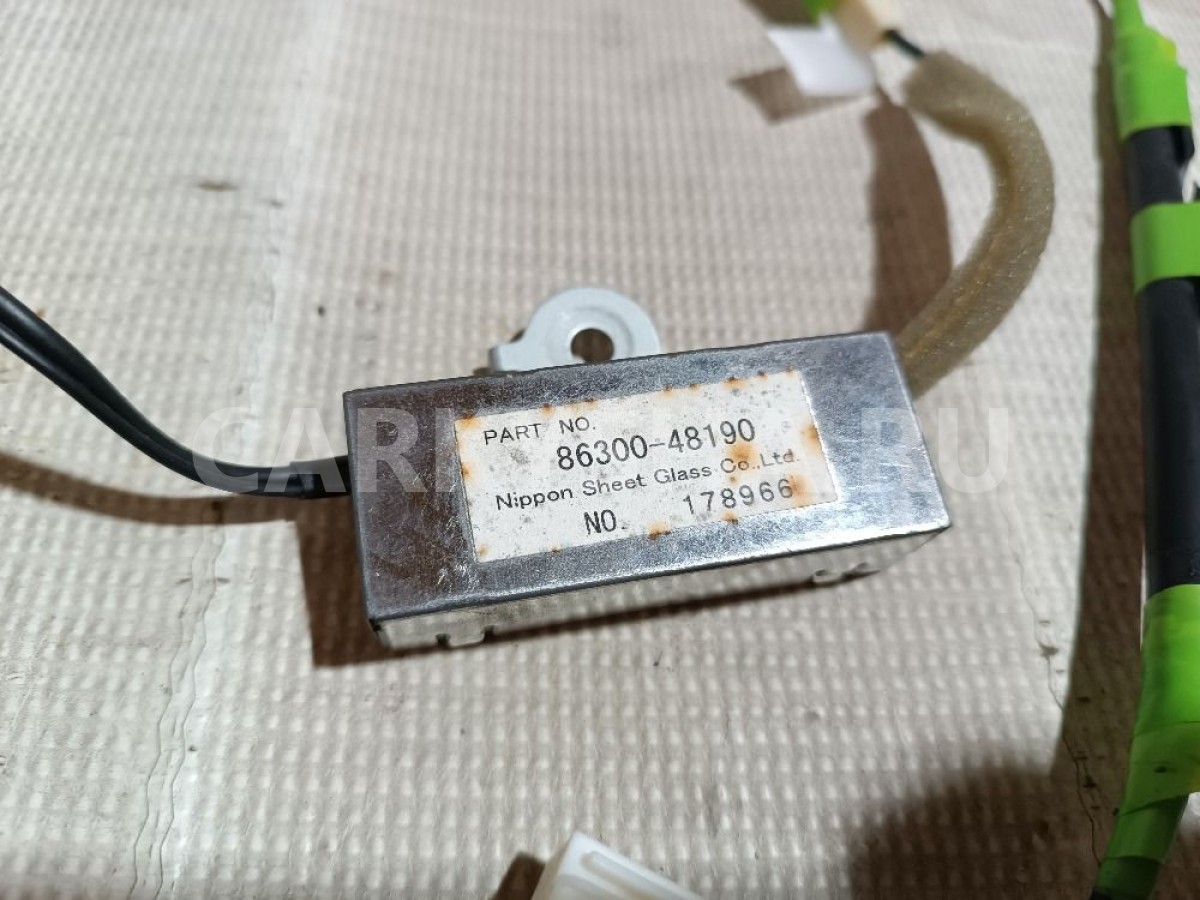 PART NO.
86300-48190
Nippon Sheet Glass Co.,Ltd.
NO. 178966